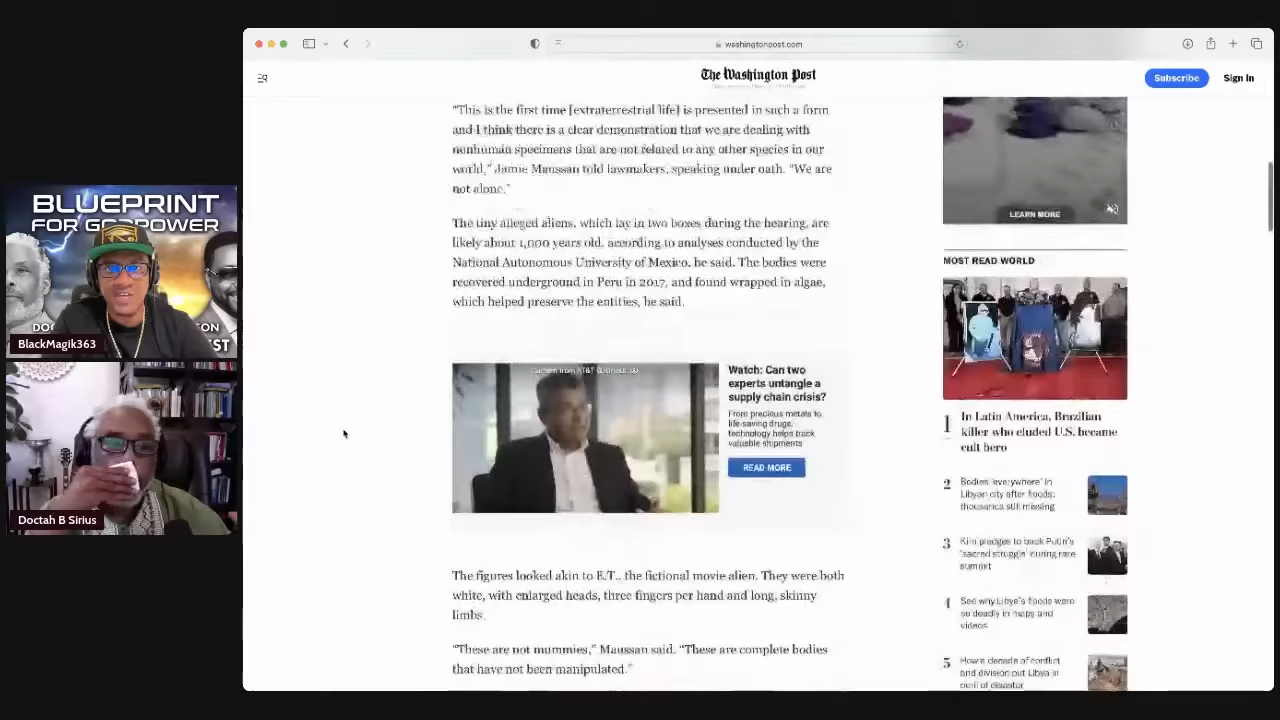 washingtonpost.com
The Washington Post
Subscribe
Sign In
"This is the first time [extraterrestrial life] is presented in such a form
and I think there is a clear demonstration that we are dealing with
nonhuman specimens that are not related to any other species in our
world," Jamie Maussan told lawmakers, speaking under oath. "We are
not alone."
The tiny alleged aliens, which lay in two boxes during the hearing, are
likely about 1,000 years old, according to analyses conducted by the
National Autonomous University of Mexico, he said. The bodies were
recovered underground in Peru in 2017, and found wrapped in algae,
which helped preserve the entities, he said.
Content from AT&T Business
Watch: Can two
experts untangle a
supply chain crisis?
From precious metals to
life-saving drugs,
technology helps track
valuable shipments
READ MORE
The figures looked akin to E.T., the fictional movie alien. They were both
white, with enlarged heads, three fingers per hand and long, skinny
limbs.
"These are not mummies," Maussan said. "These are complete bodies
that have not been manipulated."
LEARN MORE
MOST READ WORLD
1
In Latin America, Brazilian
killer who eluded U.S. became
cult hero
2
Bodies 'everywhere' in
Libyan city after floods;
thousands still missing
3
Kim pledges to back Putin's
'sacred struggle' during rare
summit
4
See why Libya's floods were
so deadly in maps and
videos
5
How a decade of conflict
and division put Libya in
peril of disaster
BLUEPRINT
FOR GODPOWER
DOC
ON
ST
BlackMagik363
Doctah B Sirius